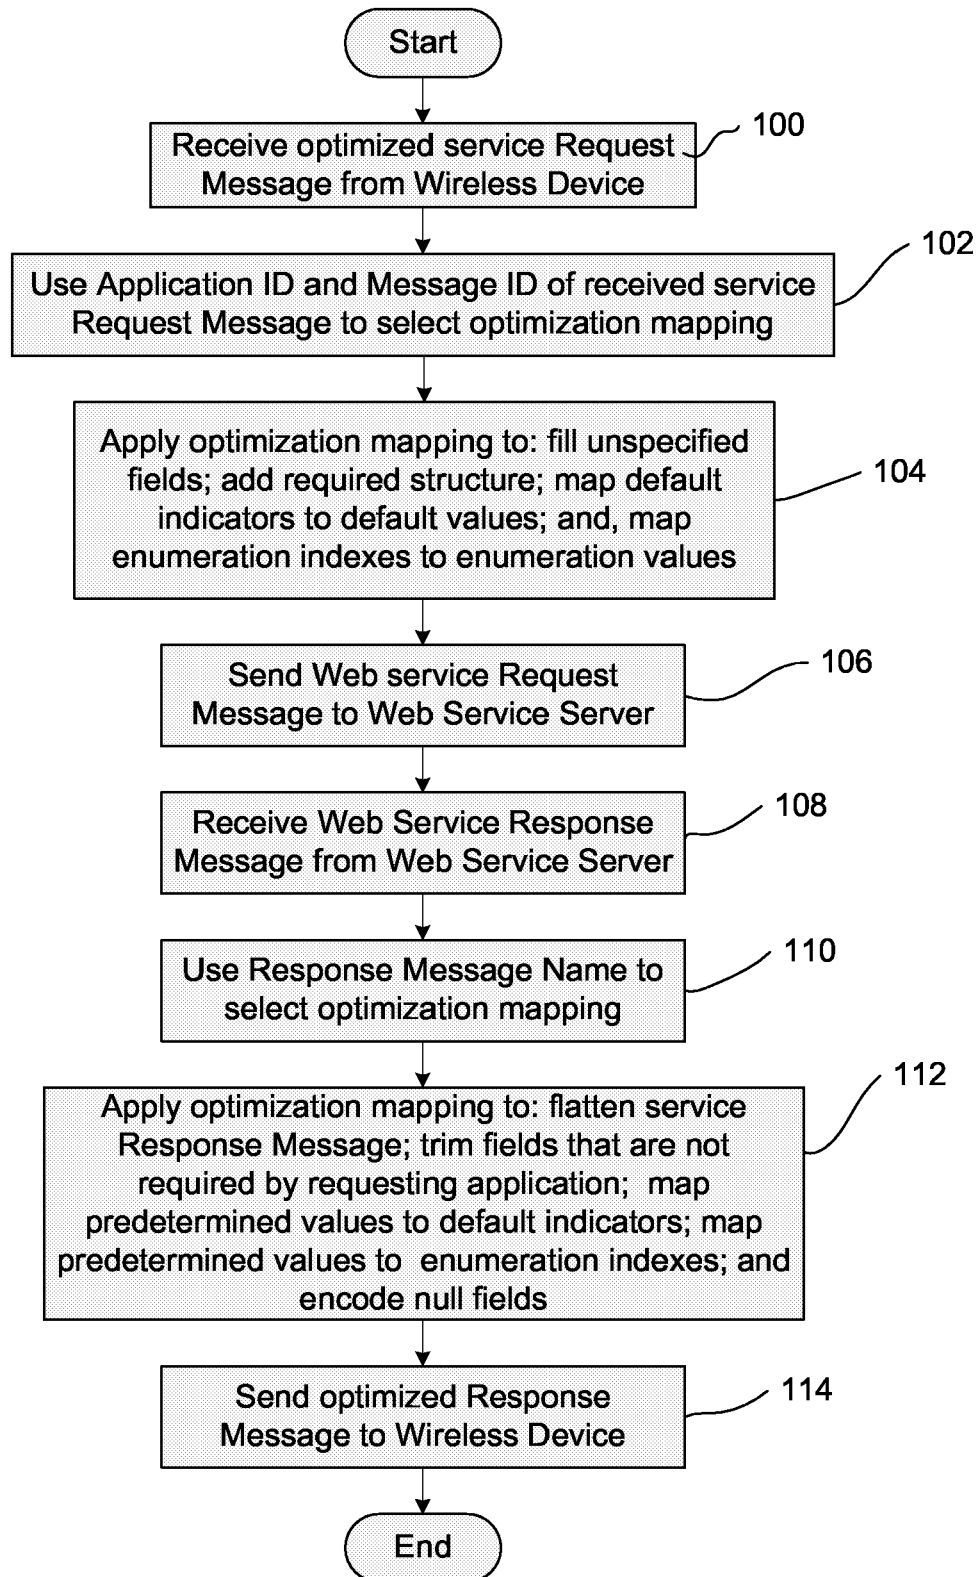 Start
Receive optimized service Request
Message from Wireless Device
100
Use Application ID and Message ID of received service
Request Message to select optimization mapping
102
Apply optimization mapping to: fill unspecified
fields; add required structure; map default
indicators to default values; and, map
enumeration indexes to enumeration values
104
Send Web service Request
Message to Web Service Server
106
Receive Web Service Response
Message from Web Service Server
108
Use Response Message Name to
select optimization mapping
110
Apply optimization mapping to: flatten service
Response Message; trim fields that are not
required by requesting application; map
predetermined values to default indicators; map
predetermined values to enumeration indexes; and
encode null fields
112
Send optimized Response
Message to Wireless Device
114
End